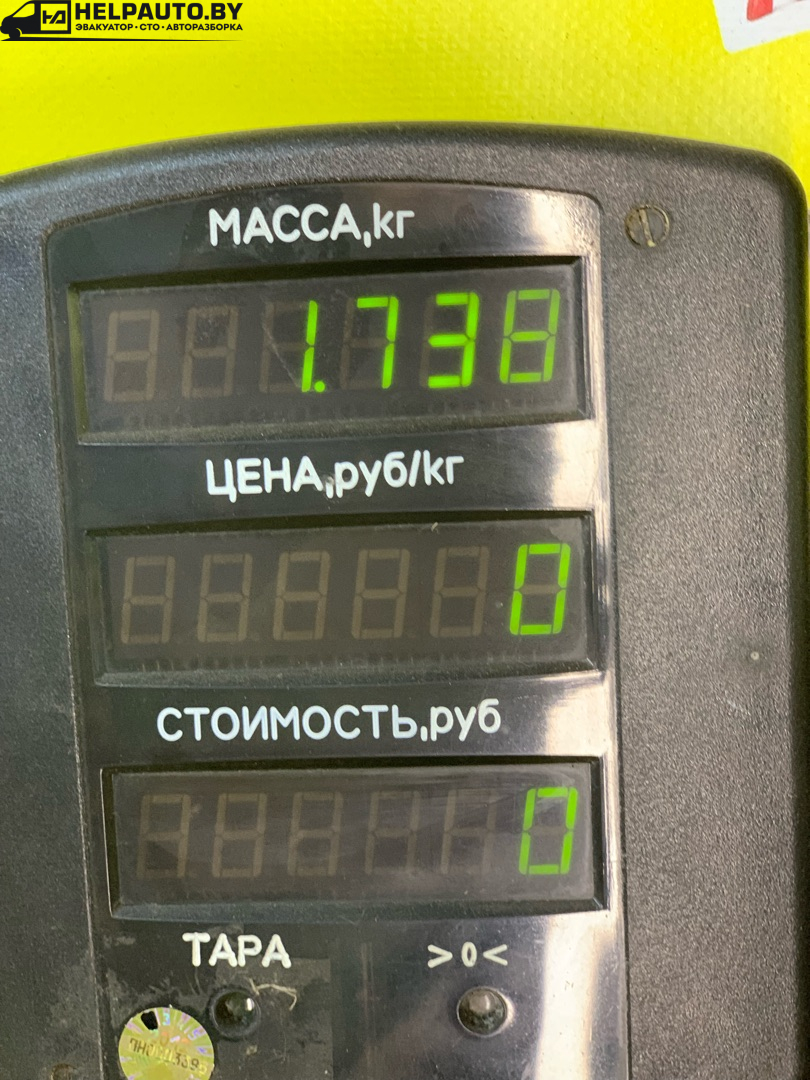 HELPAUTO.BY
ЭВАКУАТОР • СТО • АВТОРАЗБОРКА
МАССА,кг
1.738
ЦЕНА,руб/кг
0
СТОИМОСТЬ,руб
0
ТАРА >0<